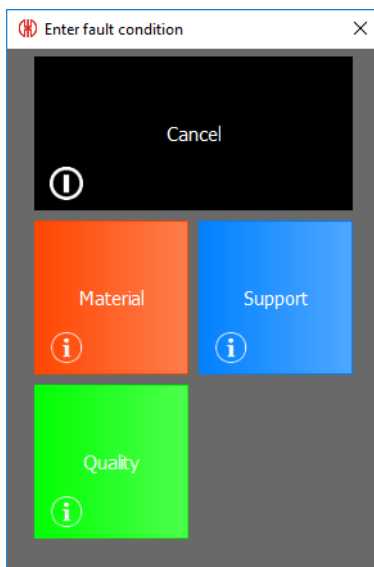 Enter fault condition
Cancel
Material
Support
Quality